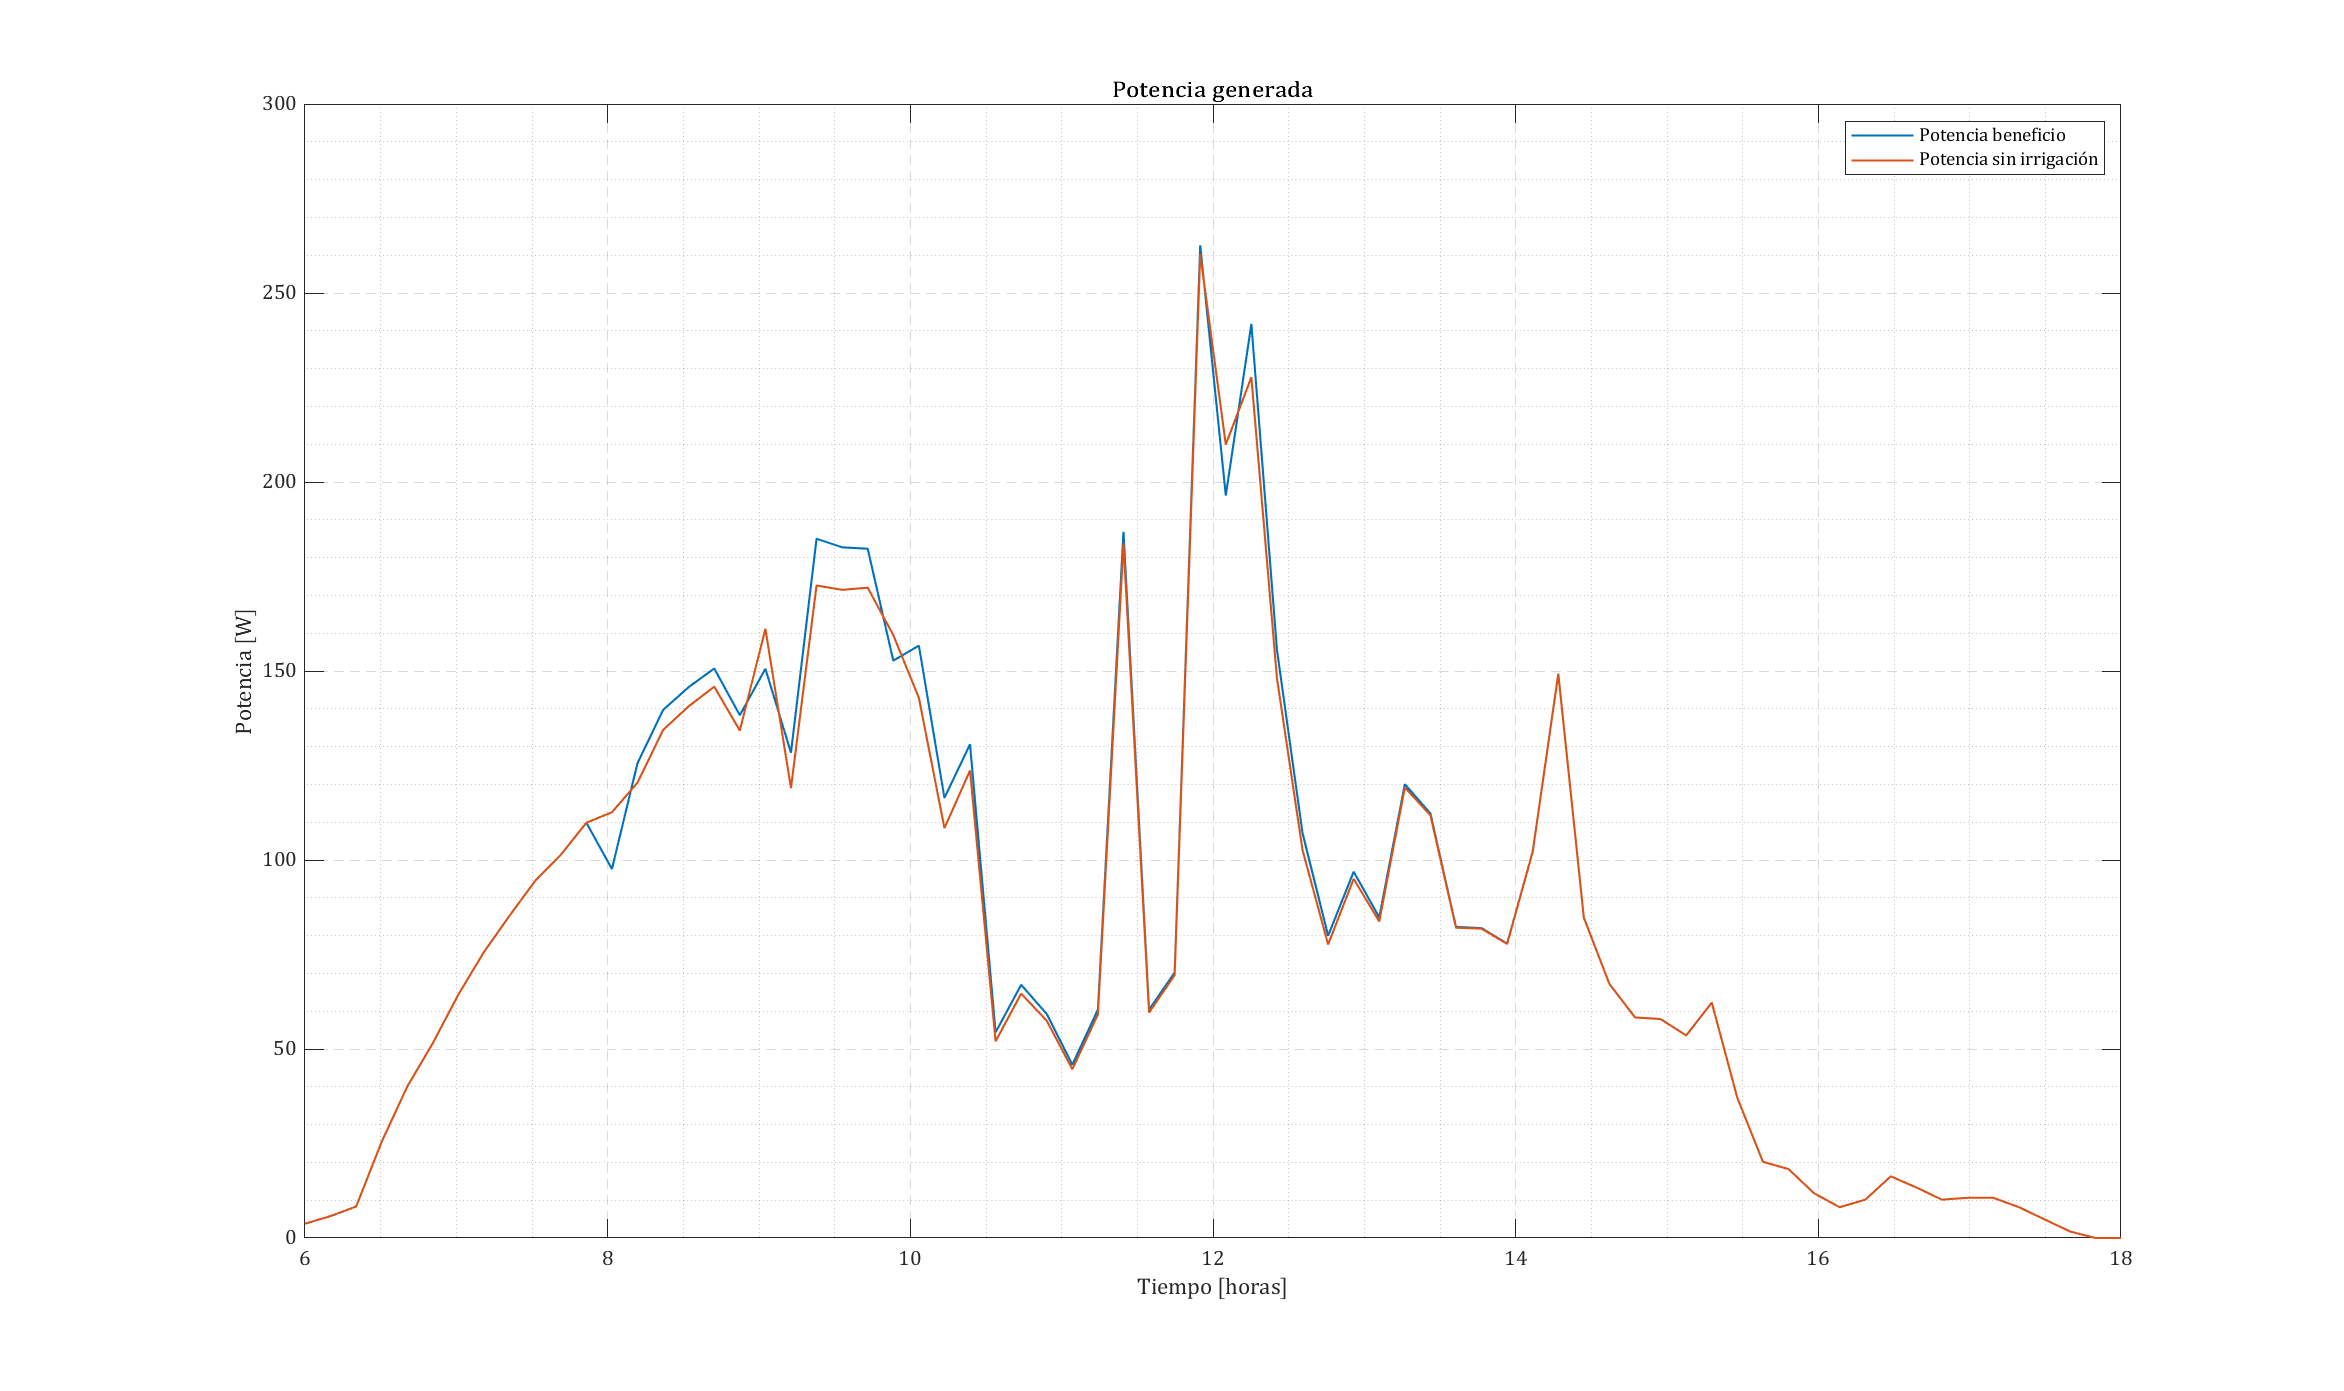 Potencia generada
300
250
200
150
100
50
0
Potencia [W]
Potencia beneficio
Potencia sin irrigación
6 8 10 12 14 16 18
Tiempo [horas]